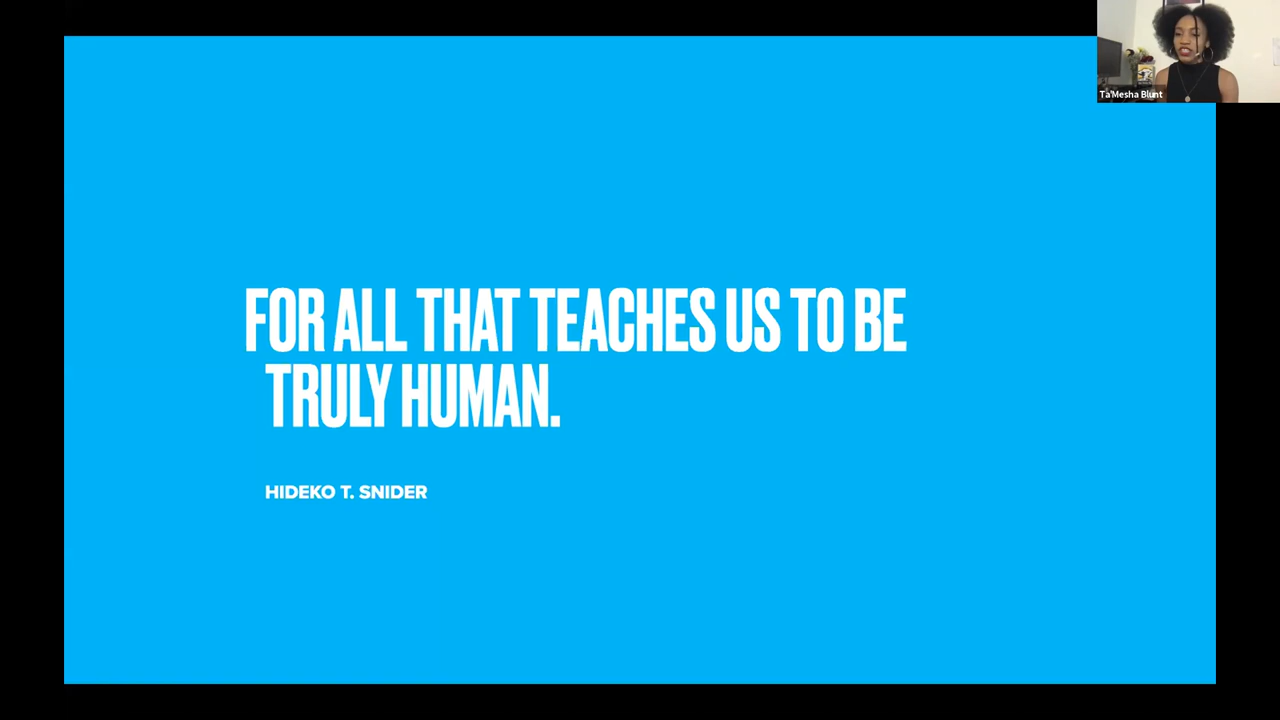 Ta'Mesha Blunt
FOR ALL THAT TEACHES US TO BE
TRULY HUMAN.
HIDEKO T. SNIDER